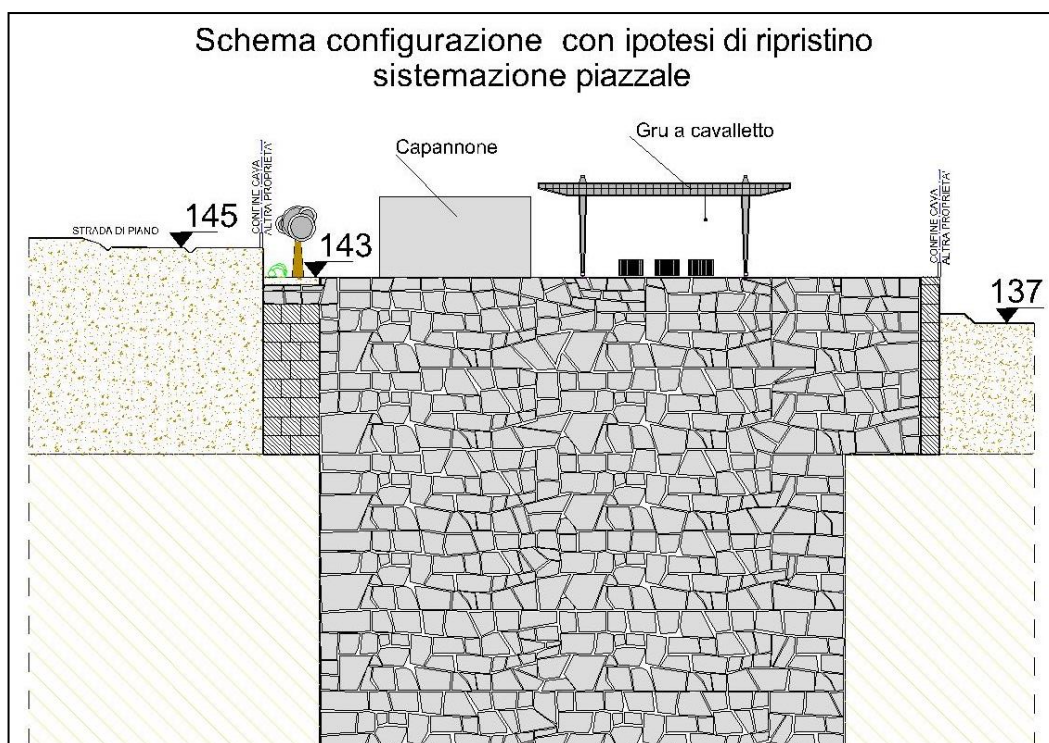 Schema configurazione con ipotesi di ripristino
sistemazione piazzale
Gru a cavalletto
Capannone
CONFINE CAVA
ALTRA PROPRIETA'
CONFINE CAVA
ALTRA PROPRIETA'
STRADA DI PIANO
145
143
137